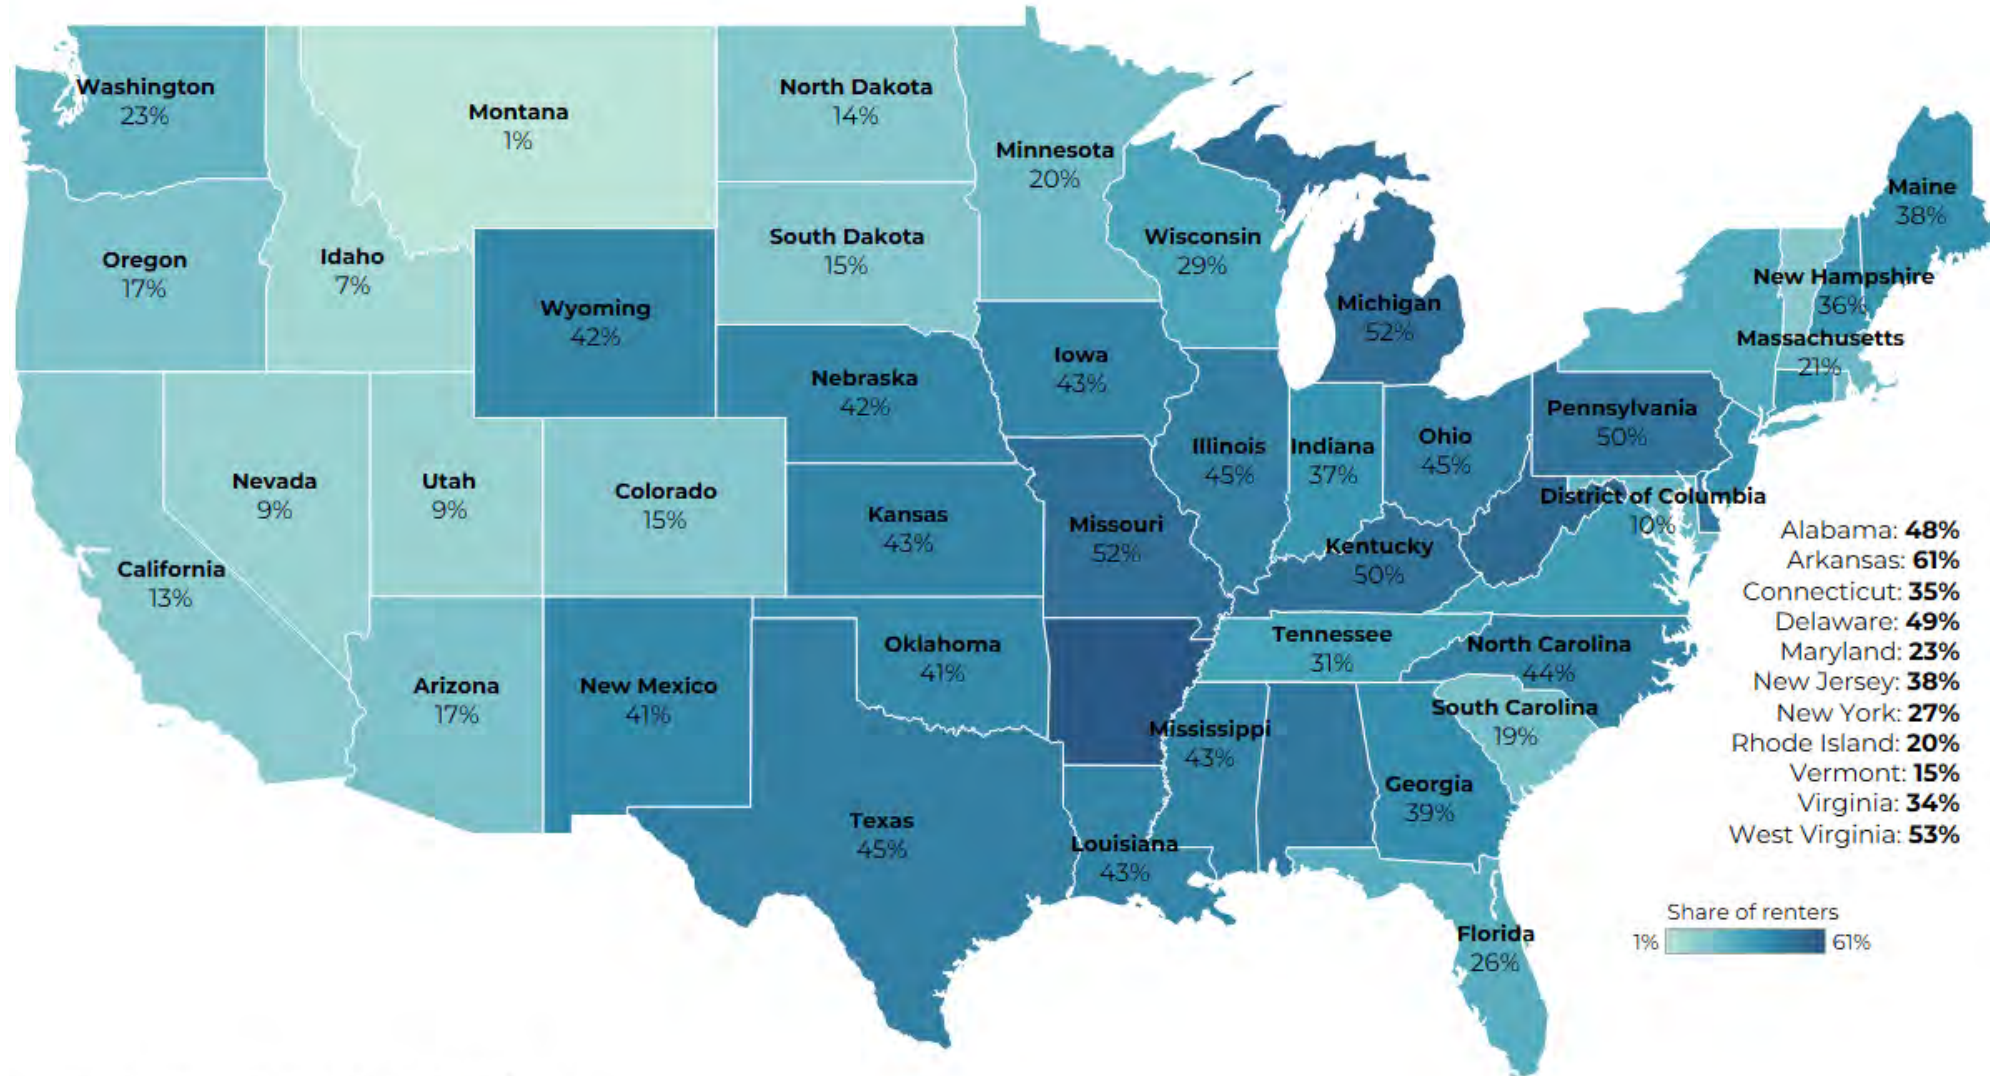 Washington
23%
Montana
1%
North Dakota
14%
Minnesota
20%
Maine
38%
Oregon
17%
Idaho
7%
South Dakota
15%
Wisconsin
29%
Wyoming
42%
Michigan
52%
New Hampshire
36%
Massachusetts
21%
Iowa
43%
Nebraska
42%
Pennsylvania
50%
Illinois
45%
Indiana
37%
Ohio
45%
Nevada
9%
Utah
9%
Colorado
15%
Kansas
43%
Missouri
52%
Kentucky
50%
District of Columbia
10%
California
13%
Arizona
17%
New Mexico
41%
Oklahoma
41%
Tennessee
31%
North Carolina
44%
South Carolina
19%
Mississippi
43%
Georgia
39%
Texas
45%
Louisiana
43%
Florida
26%
Alabama: 48%
Arkansas: 61%
Connecticut: 35%
Delaware: 49%
Maryland: 23%
New Jersey: 38%
New York: 27%
Rhode Island: 20%
Vermont: 15%
Virginia: 34%
West Virginia: 53%
Share of renters
1% 61%